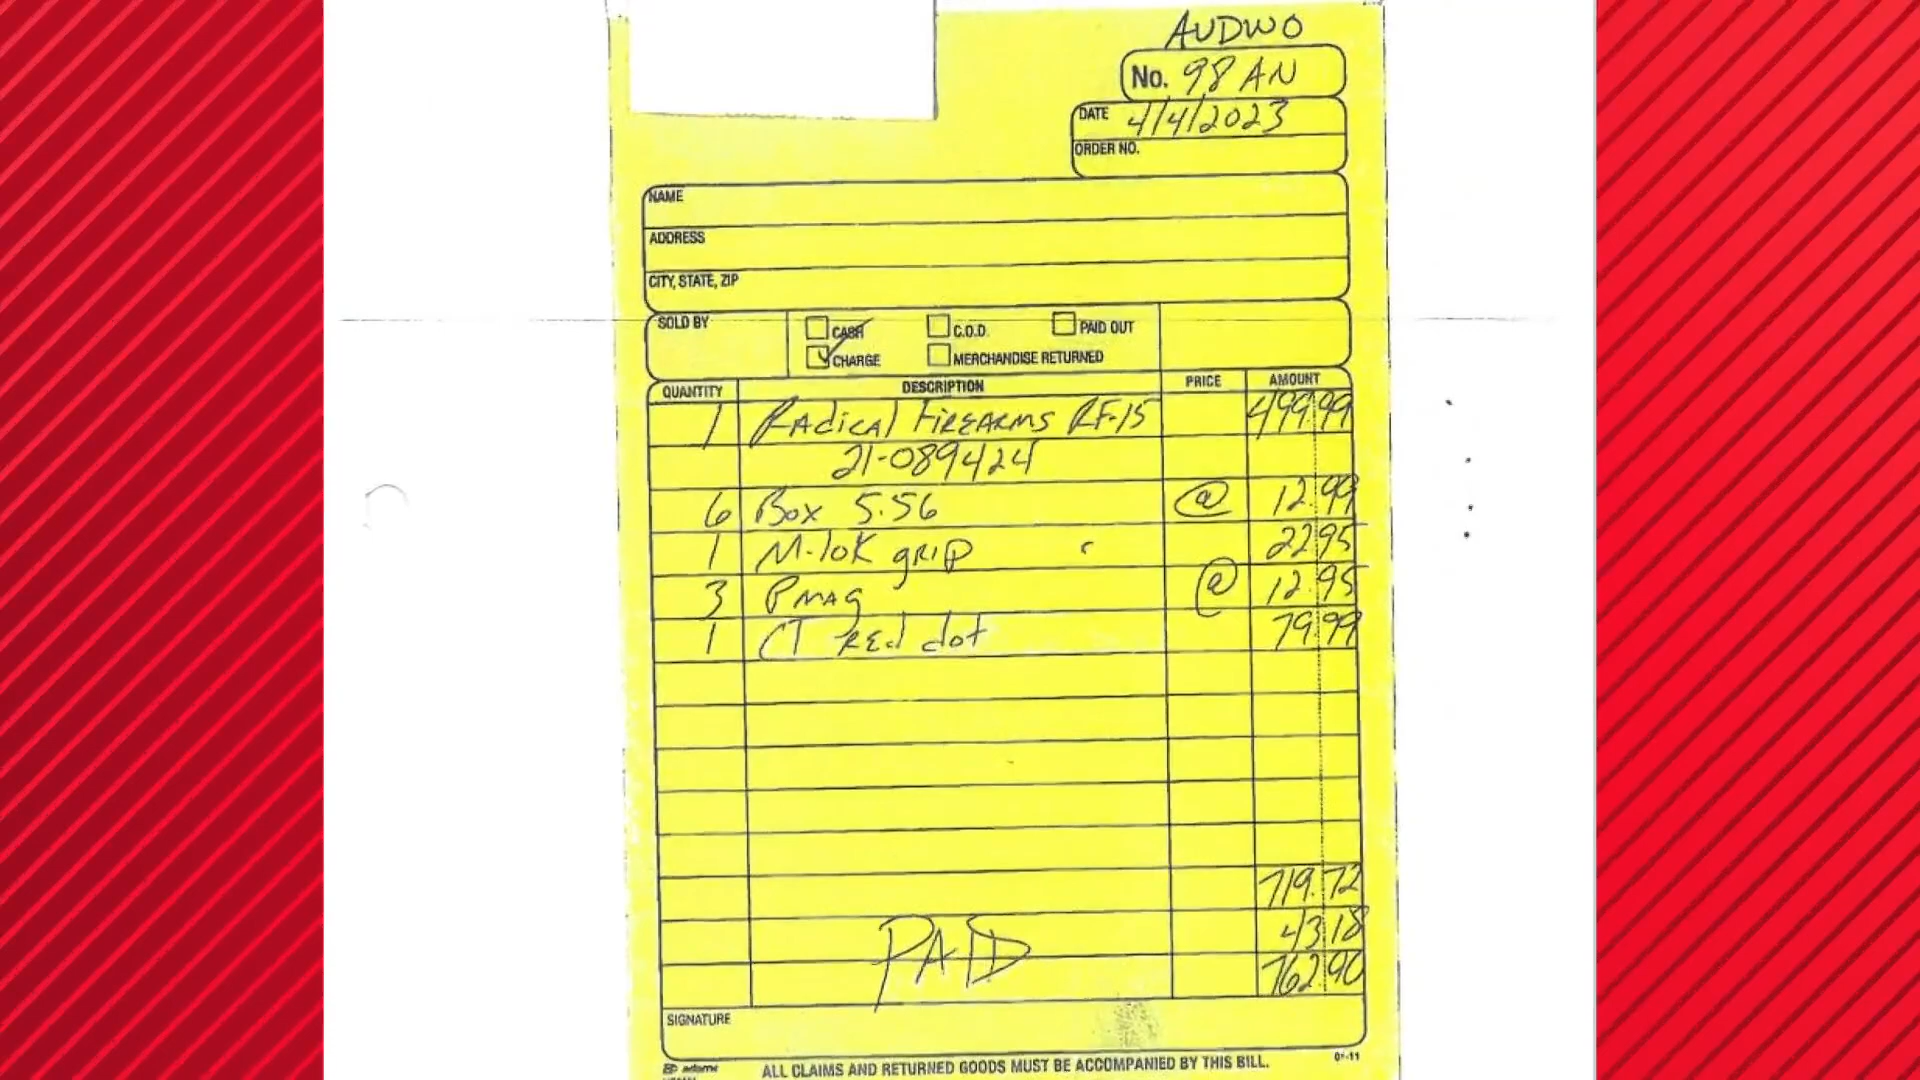 AUDWO
No. 98 AN
DATE 4/4/2023
ORDER NO.
NAME
ADDRESS
CITY, STATE, ZIP
SOLD BY CASH C.O.D. PAID OUT
CHARGE MERCHANDISE RETURNED
QUANTITY DESCRIPTION PRICE AMOUNT
1 Radical Firearms RF-15 499.99
21-089424
6 Box 5.56 @ 12.99
1 M-lok grip 22.95
3 Pmag @ 12.95
1 CT red dot 79.99
719.72
43.18
PAID 762.90
SIGNATURE
adams ALL CLAIMS AND RETURNED GOODS MUST BE ACCOMPANIED BY THIS BILL.